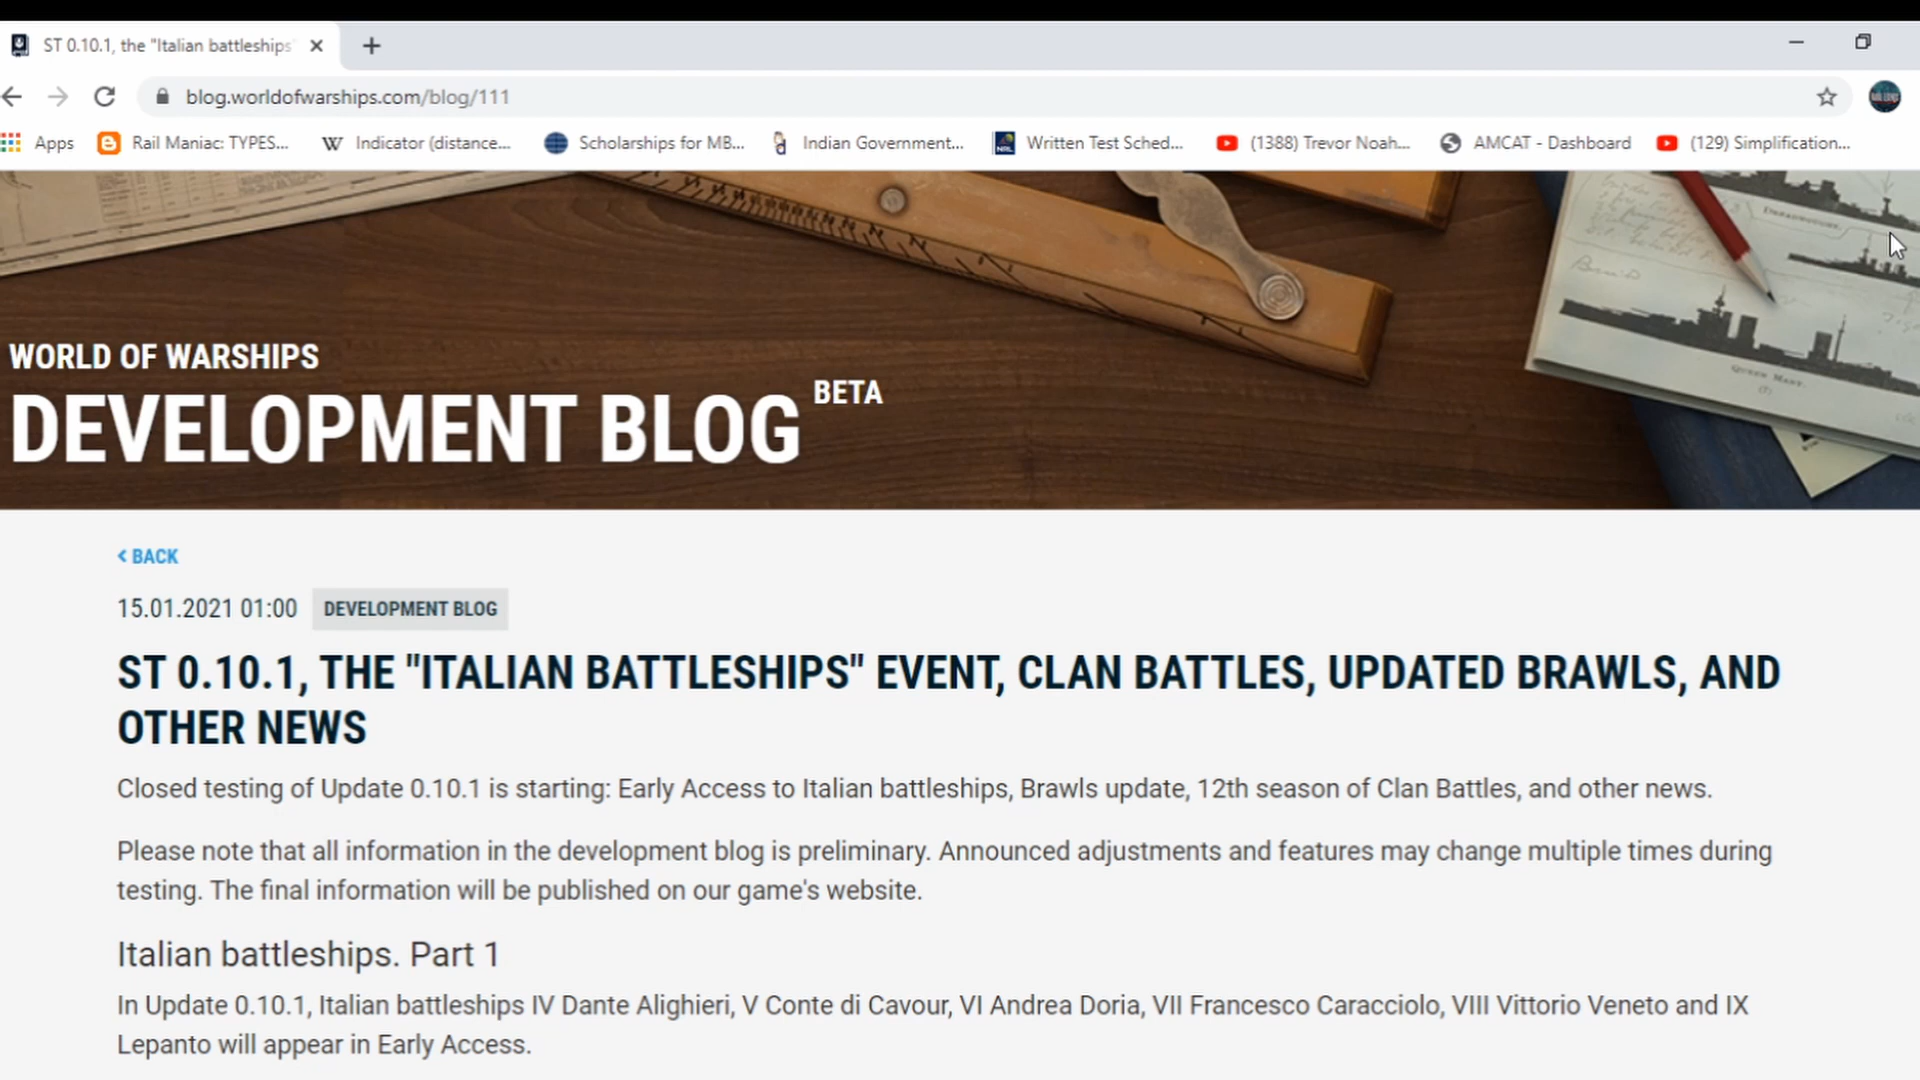 ST 0.10.1, the "Italian battleships"
blog.worldofwarships.com/blog/111
Apps
Rail Maniac: TYPES...
Indicator (distance...
Scholarships for MB...
Indian Government...
NRL
Written Test Sched...
(1388) Trevor Noah...
AMCAT - Dashboard
(129) Simplification...
WORLD OF WARSHIPS
DEVELOPMENT BLOG BETA
QUEEN MARY.
BACK
15.01.2021 01:00
DEVELOPMENT BLOG
ST 0.10.1, THE "ITALIAN BATTLESHIPS" EVENT, CLAN BATTLES, UPDATED BRAWLS, AND
OTHER NEWS
Closed testing of Update 0.10.1 is starting: Early Access to Italian battleships, Brawls update, 12th season of Clan Battles, and other news.
Please note that all information in the development blog is preliminary. Announced adjustments and features may change multiple times during
testing. The final information will be published on our game's website.
Italian battleships. Part 1
In Update 0.10.1, Italian battleships IV Dante Alighieri, V Conte di Cavour, VI Andrea Doria, VII Francesco Caracciolo, VIII Vittorio Veneto and IX
Lepanto will appear in Early Access.